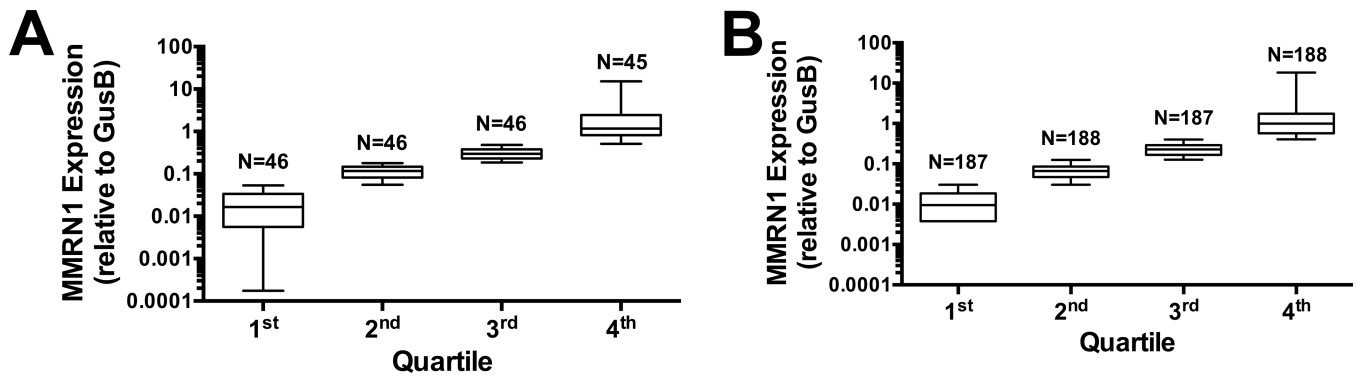 A
MMRN1 Expression
(relative to GusB)
100
10
1
0.1
0.01
0.001
0.0001
N=46
N=46
N=46
N=45
1st
2nd
3rd
4th
Quartile
B
MMRN1 Expression
(relative to GusB)
100
10
1
0.1
0.01
0.001
0.0001
N=187
N=188
N=187
N=188
1st
2nd
3rd
4th
Quartile